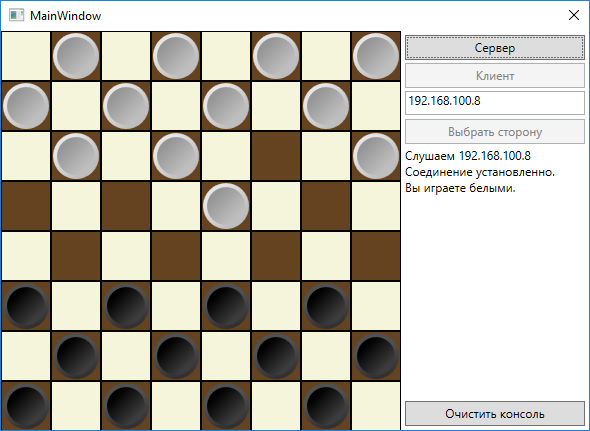 MainWindow
Сервер
Клиент
192.168.100.8
Выбрать сторону
Слушаем 192.168.100.8
Соединение установленно.
Вы играете белыми.
Очистить консоль